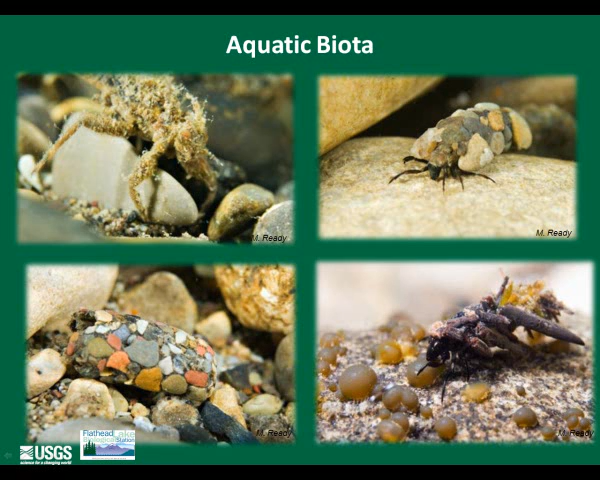 Aquatic Biota
M. Ready
M. Ready
M. Ready
M. Ready
USGS
science for a changing world
Flathead Lake
Biological Station